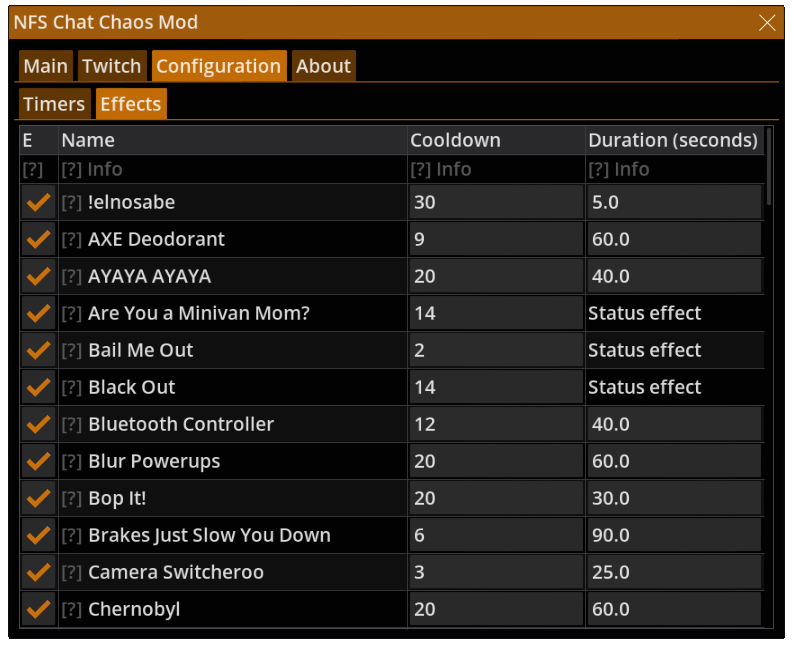 NFS Chat Chaos Mod
Main Twitch Configuration About
Timers Effects
E Name Cooldown Duration (seconds)
[?] [?] Info [?] Info [?] Info
[?] !elnosabe 30 5.0
[?] AXE Deodorant 9 60.0
[?] AYAYA AYAYA 20 40.0
[?] Are You a Minivan Mom? 14 Status effect
[?] Bail Me Out 2 Status effect
[?] Black Out 14 Status effect
[?] Bluetooth Controller 12 40.0
[?] Blur Powerups 20 60.0
[?] Bop It! 20 30.0
[?] Brakes Just Slow You Down 6 90.0
[?] Camera Switcheroo 3 25.0
[?] Chernobyl 20 60.0